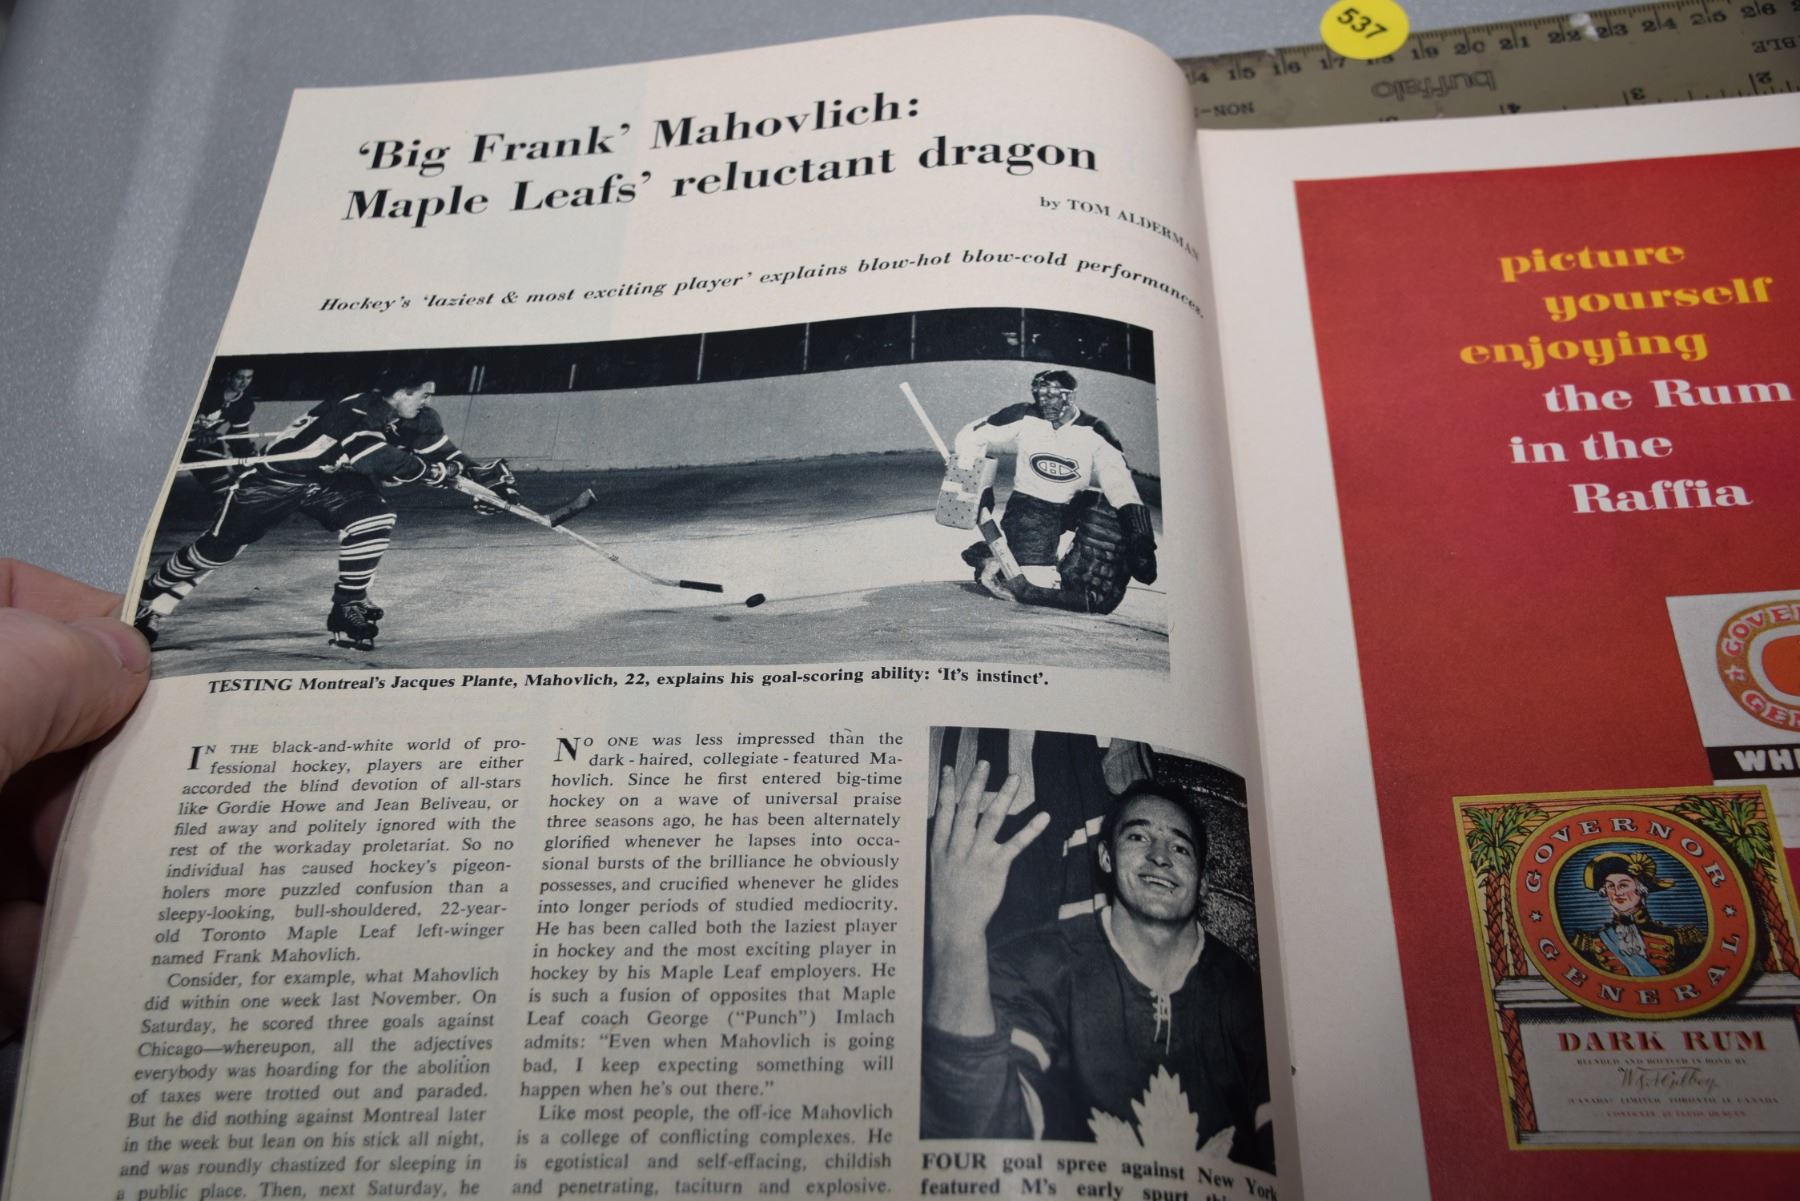 ‘Big Frank’ Mahovlich:
Maple Leafs’ reluctant dragon
by TOM ALDERMAN
Hockey’s ‘laziest & most exciting player’ explains blow-hot blow-cold performances.
TESTING Montreal’s Jacques Plante, Mahovlich, 22, explains his goal-scoring ability: ‘It’s instinct’.
IN THE black-and-white world of pro-
fessional hockey, players are either
accorded the blind devotion of all-stars
like Gordie Howe and Jean Beliveau, or
filed away and politely ignored with the
rest of the workaday proletariat. So no
individual has caused hockey’s pigeon-
holers more puzzled confusion than a
sleepy-looking, bull-shouldered, 22-year-
old Toronto Maple Leaf left-winger
named Frank Mahovlich.
Consider, for example, what Mahovlich
did within one week last November. On
Saturday, he scored three goals against
Chicago—whereupon, all the adjectives
everybody was hoarding for the abolition
of taxes were trotted out and paraded.
But he did nothing against Montreal later
in the week but lean on his stick all night,
and was roundly chastized for sleeping in
a public place. Then, next Saturday, he
NO ONE was less impressed than the
dark-haired, collegiate-featured Ma-
hovlich. Since he first entered big-time
hockey on a wave of universal praise
three seasons ago, he has been alternately
glorified whenever he lapses into occa-
sional bursts of the brilliance he obviously
possesses, and crucified whenever he glides
into longer periods of studied mediocrity.
He has been called both the laziest player
in hockey and the most exciting player in
hockey by his Maple Leaf employers. He
is such a fusion of opposites that Maple
Leaf coach George (“Punch”) Imlach
admits: “Even when Mahovlich is going
bad, I keep expecting something will
happen when he’s out there.”
Like most people, the off-ice Mahovlich
is a college of conflicting complexes. He
is egotistical and self-effacing, childish
and penetrating, taciturn and explosive.
FOUR goal spree against New York
featured M’s early spurt
picture
yourself
enjoying
the Rum
in the
Raffia
GOVERNOR
GENERAL
DARK RUM
537
buffalo
14 15 16 17 18 19 20 21 22 23 24 25 26
NON-